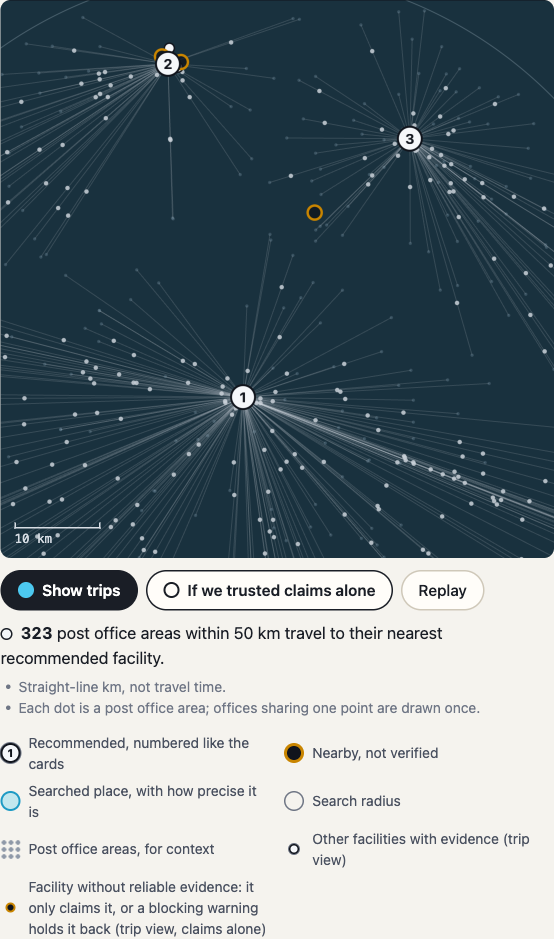 2
3
1
10 km
Show trips
If we trusted claims alone
Replay
323 post office areas within 50 km travel to their nearest
recommended facility.
• Straight-line km, not travel time.
• Each dot is a post office area; offices sharing one point are drawn once.
1
Recommended, numbered like the
cards
Nearby, not verified
Searched place, with how precise it
is
Search radius
Post office areas, for context
Other facilities with evidence (trip
view)
Facility without reliable evidence: it
only claims it, or a blocking warning
holds it back (trip view, claims alone)